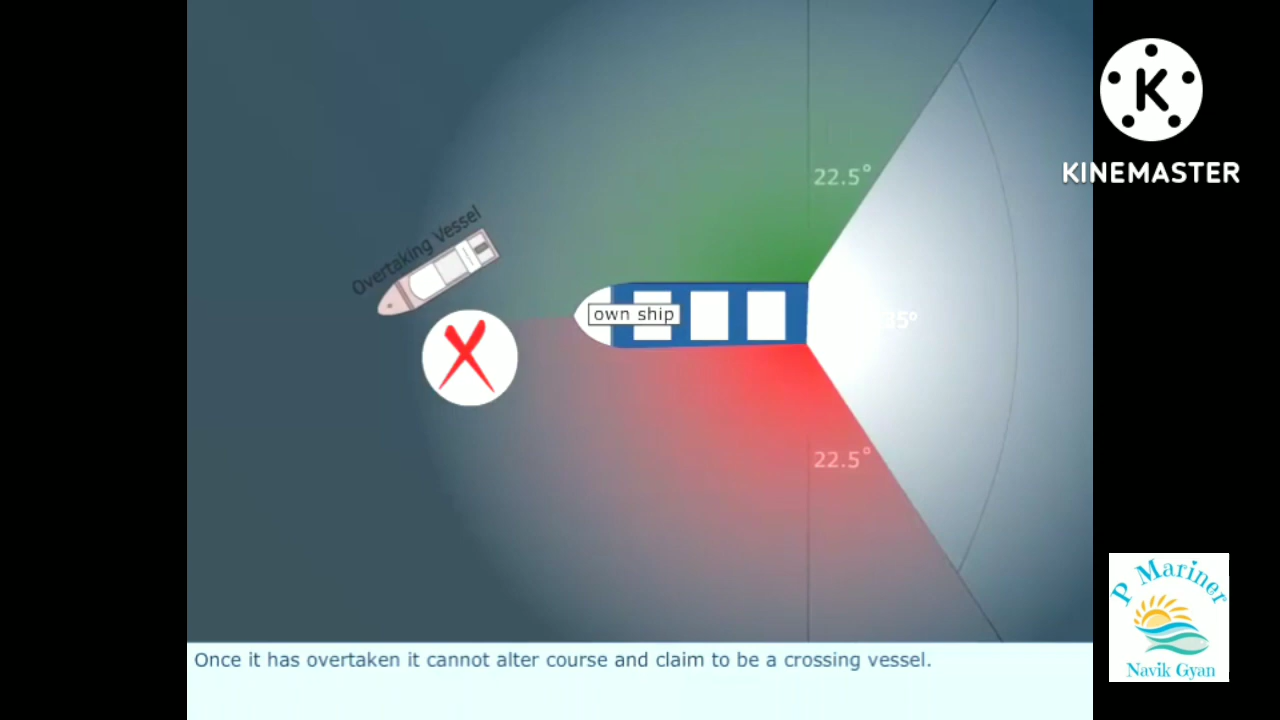 K
KINEMASTER
22.5°
Overtaking Vessel
own ship
35°
22.5°
P Mariner
Navik Gyan
Once it has overtaken it cannot alter course and claim to be a crossing vessel.